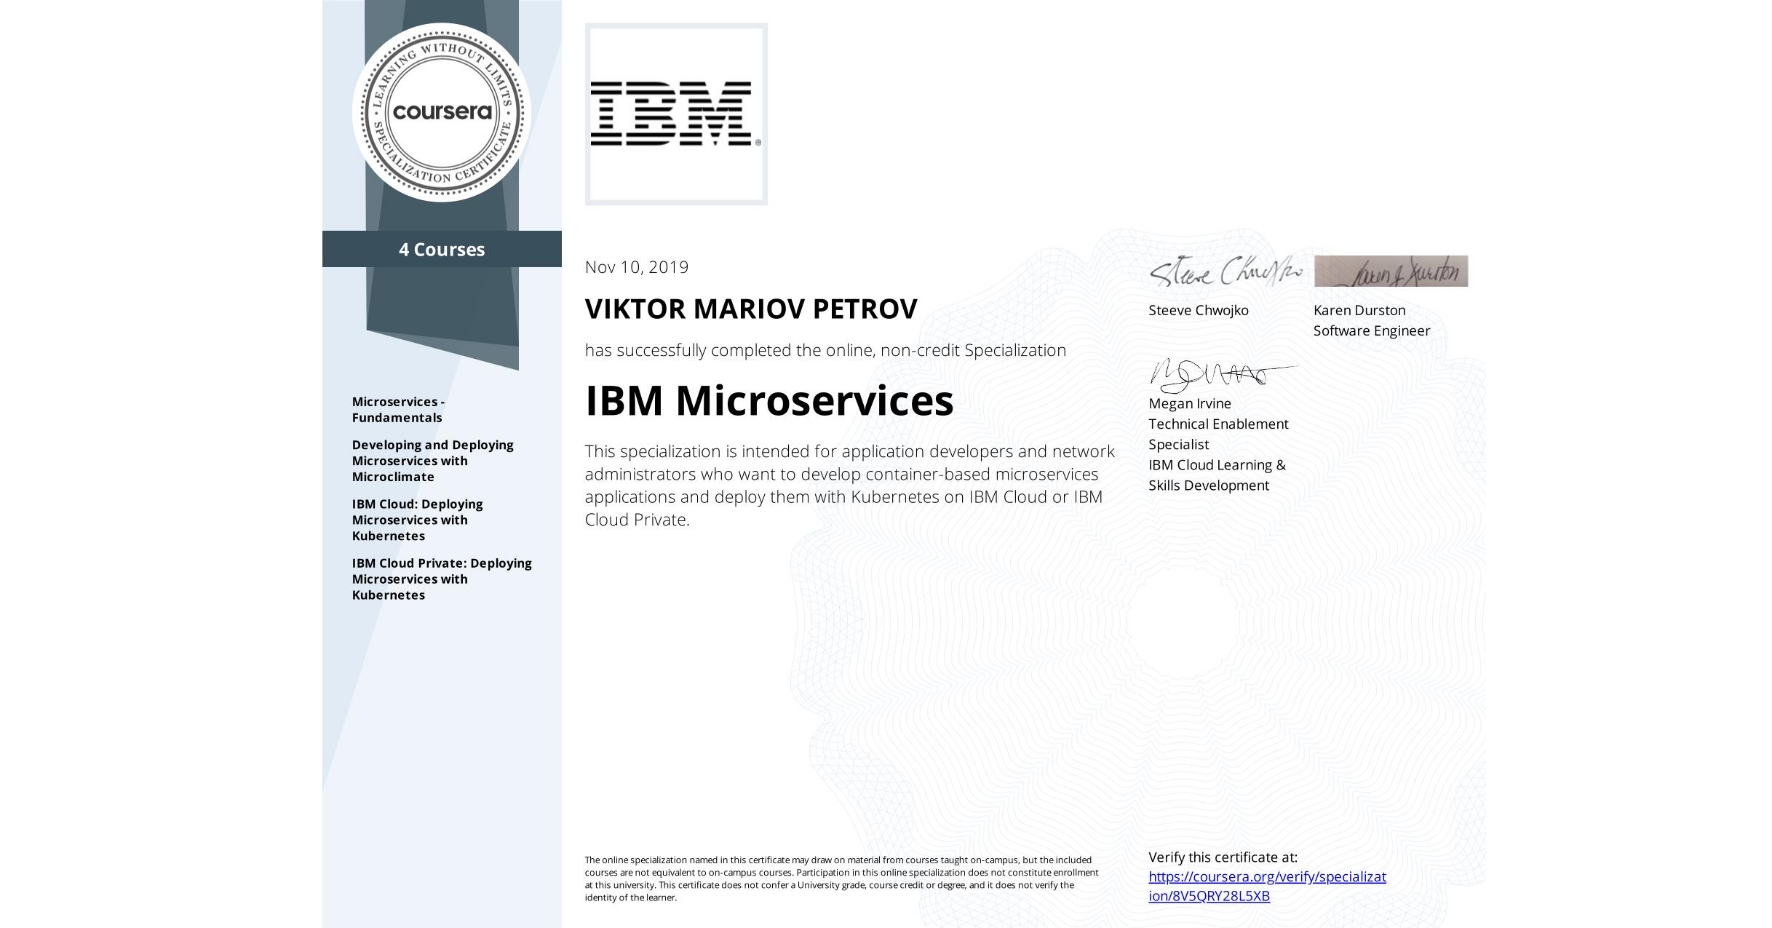 LEARNING WITHOUT LIMITS
coursera
SPECIALIZATION CERTIFICATE
4 Courses
Microservices -
Fundamentals
Developing and Deploying
Microservices with
Microclimate
IBM Cloud: Deploying
Microservices with
Kubernetes
IBM Cloud Private: Deploying
Microservices with
Kubernetes
IBM®
Nov 10, 2019
VIKTOR MARIOV PETROV
has successfully completed the online, non-credit Specialization
IBM Microservices
This specialization is intended for application developers and network
administrators who want to develop container-based microservices
applications and deploy them with Kubernetes on IBM Cloud or IBM
Cloud Private.
Steeve Chwojko
Steeve Chwojko
Karen J Durston
Karen Durston
Software Engineer
Megan Irvine
Technical Enablement
Specialist
IBM Cloud Learning &
Skills Development
The online specialization named in this certificate may draw on material from courses taught on-campus, but the included
courses are not equivalent to on-campus courses. Participation in this online specialization does not constitute enrollment
at this university. This certificate does not confer a University grade, course credit or degree, and it does not verify the
identity of the learner.
Verify this certificate at:
https://coursera.org/verify/specializat
ion/8V5QRY28L5XB